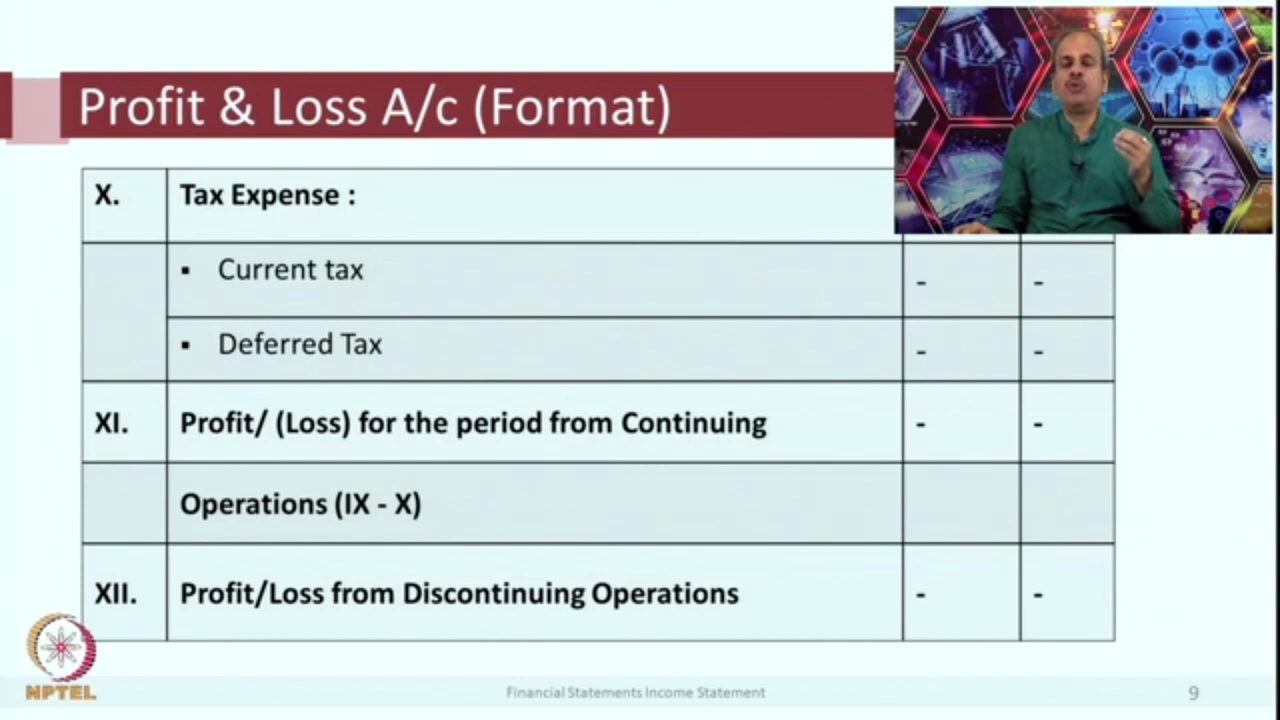 Profit & Loss A/c (Format)
X. Tax Expense :
▪ Current tax - -
▪ Deferred Tax - -
XI. Profit/ (Loss) for the period from Continuing - -
Operations (IX - X)
XII. Profit/Loss from Discontinuing Operations - -
NPTEL
Financial Statements Income Statement
9